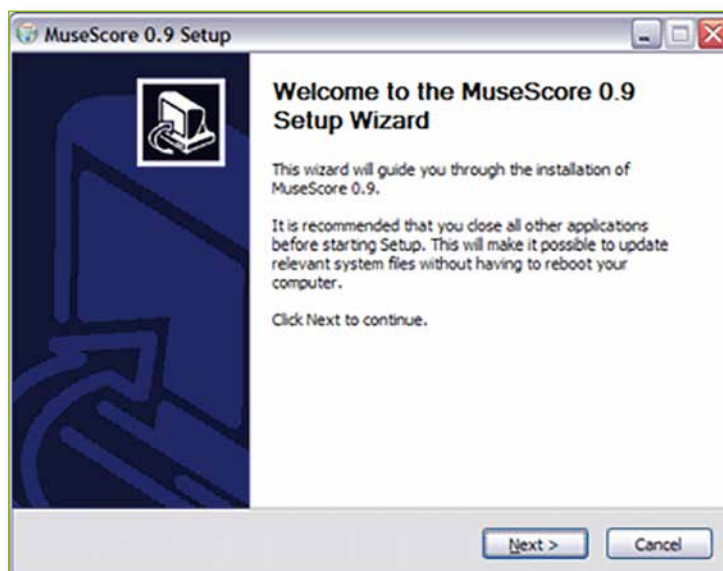 MuseScore 0.9 Setup
Welcome to the MuseScore 0.9
Setup Wizard
This wizard will guide you through the installation of
MuseScore 0.9.
It is recommended that you close all other applications
before starting Setup. This will make it possible to update
relevant system files without having to reboot your
computer.
Click Next to continue.
Next >
Cancel